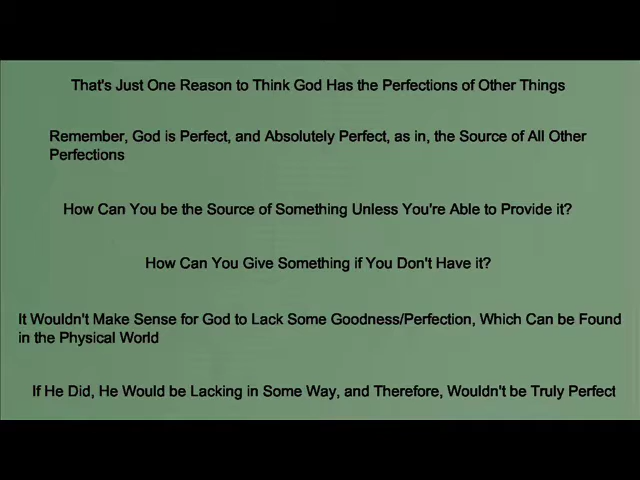 That's Just One Reason to Think God Has the Perfections of Other Things
Remember, God is Perfect, and Absolutely Perfect, as in, the Source of All Other
Perfections
How Can You be the Source of Something Unless You're Able to Provide it?
How Can You Give Something if You Don't Have it?
It Wouldn't Make Sense for God to Lack Some Goodness/Perfection, Which Can be Found
in the Physical World
If He Did, He Would be Lacking in Some Way, and Therefore, Wouldn't be Truly Perfect